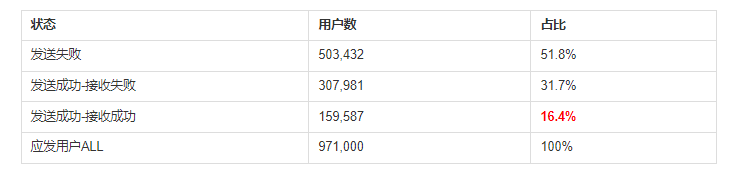 状态 用户数 占比
发送失败 503,432 51.8%
发送成功-接收失败 307,981 31.7%
发送成功-接收成功 159,587 16.4%
应发用户ALL 971,000 100%